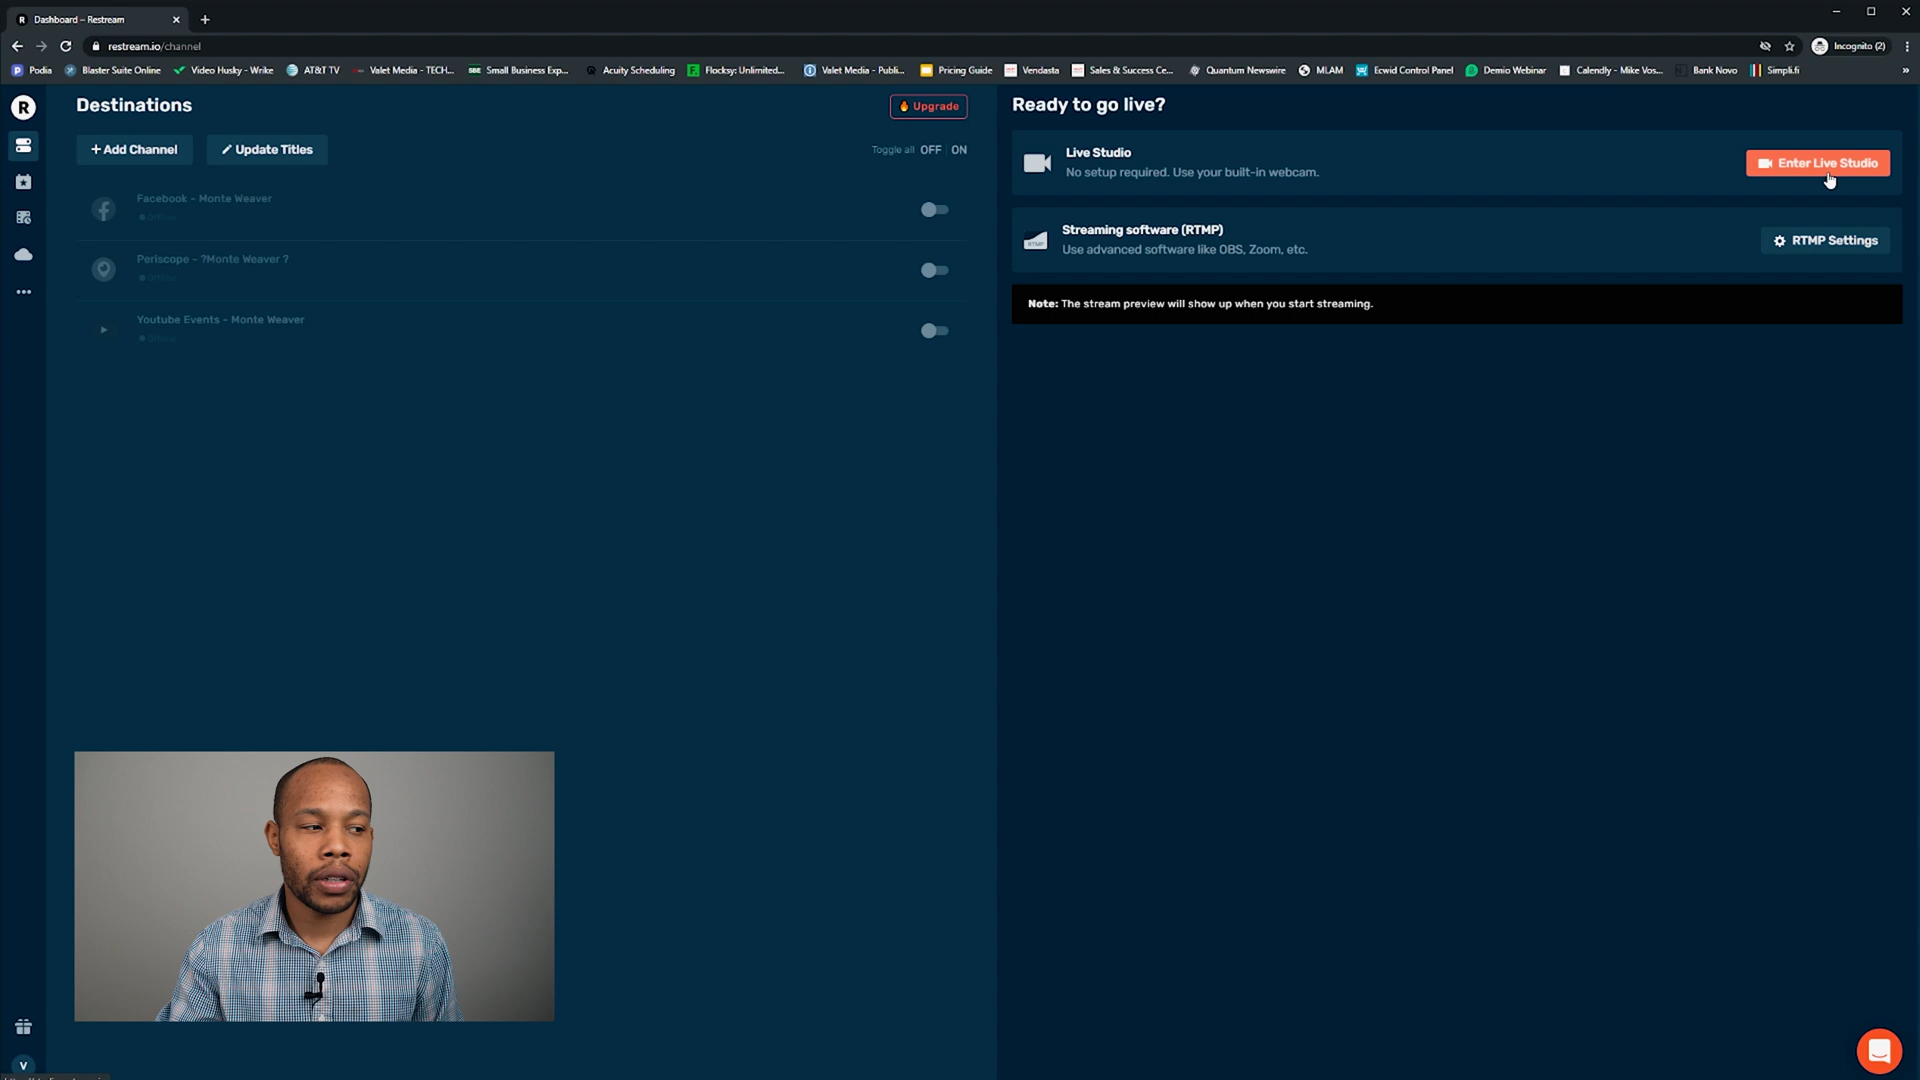 R Dashboard – Restream
restream.io/channel
Incognito (2)
Podia
Blaster Suite Online
Video Husky - Wrike
AT&T TV
Valet Media - TECH...
SBE Small Business Exp...
Acuity Scheduling
Flocksy: Unlimited...
Valet Media - Publi...
Pricing Guide
Vendasta
Sales & Success Ce...
Quantum Newswire
MLAM
Ecwid Control Panel
Demio Webinar
Calendly - Mike Vos...
Bank Novo
Simpli.fi
R
Destinations
Upgrade
+ Add Channel
Update Titles
Toggle all OFF ON
Facebook - Monte Weaver
Offline
Periscope - ?Monte Weaver ?
Offline
Youtube Events - Monte Weaver
Offline
Ready to go live?
Live Studio
No setup required. Use your built-in webcam.
Enter Live Studio
RTMP
Streaming software (RTMP)
Use advanced software like OBS, Zoom, etc.
RTMP Settings
Note: The stream preview will show up when you start streaming.
V